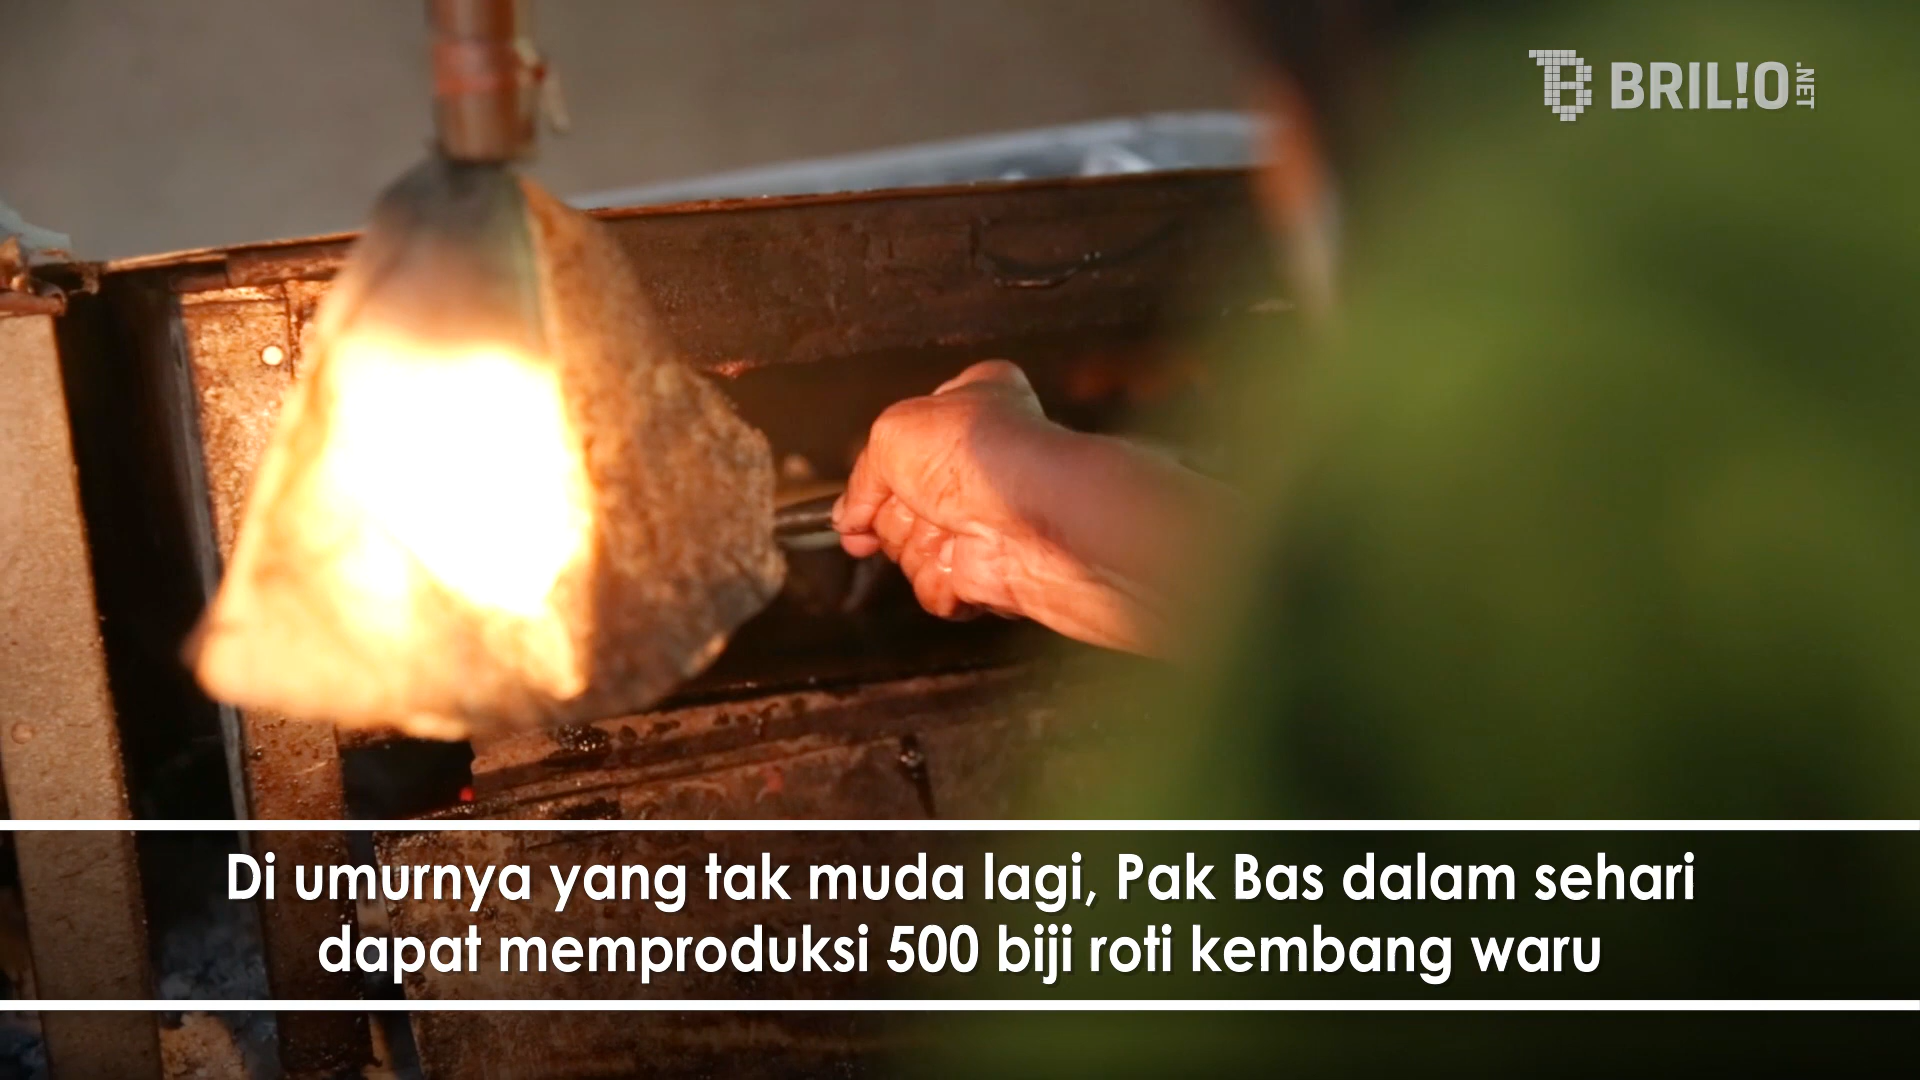 BRIL!O.NET
Di umurnya yang tak muda lagi, Pak Bas dalam sehari
dapat memproduksi 500 biji roti kembang waru